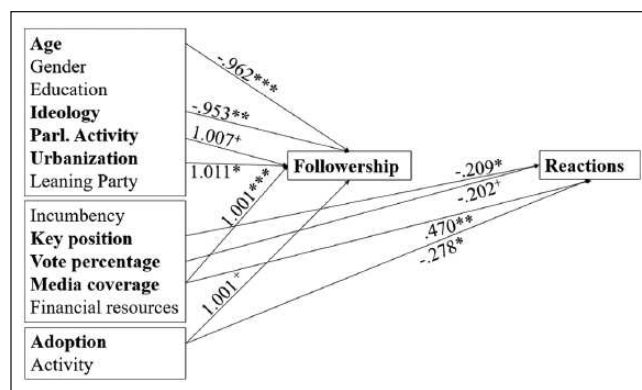 Age
Gender
Education
Ideology
Parl. Activity
Urbanization
Leaning Party
Incumbency
Key position
Vote percentage
Media coverage
Financial resources
Adoption
Activity
-.962***
-.953**
1.007+
1.011*
1.001***
1.001×
Followership
-.209*
-.202+
.470**
-.278*
Reactions